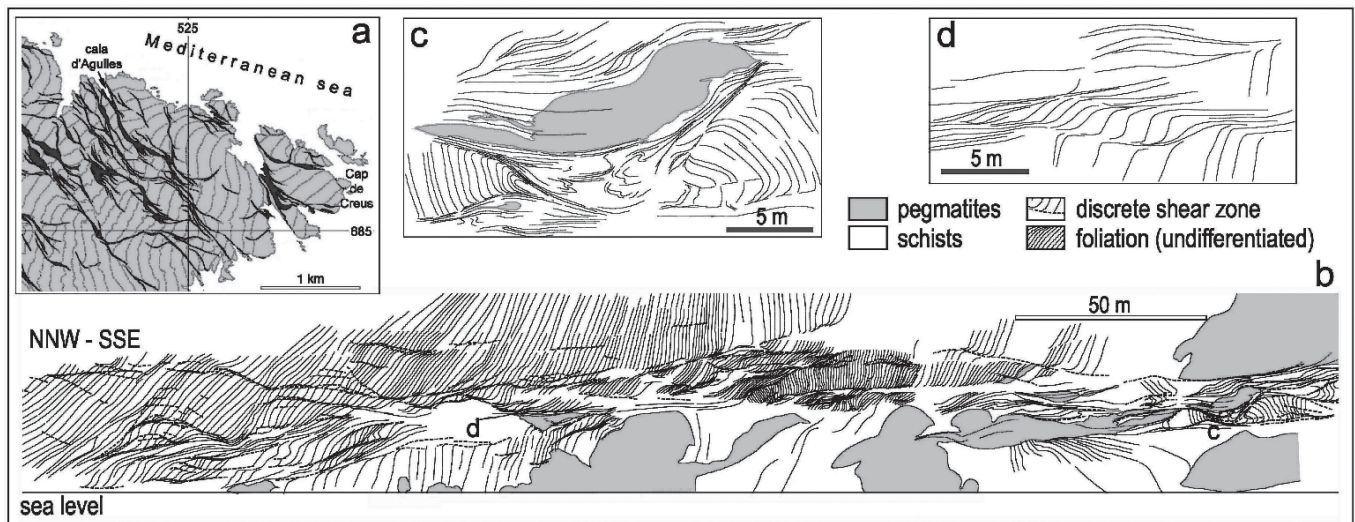 a
525
cala
d'Agulles
Mediterranean sea
Cap
de
Creus
685
1 km
c
5 m
d
5 m
pegmatites
discrete shear zone
schists
foliation (undifferentiated)
b
NNW - SSE
50 m
d
c
sea level